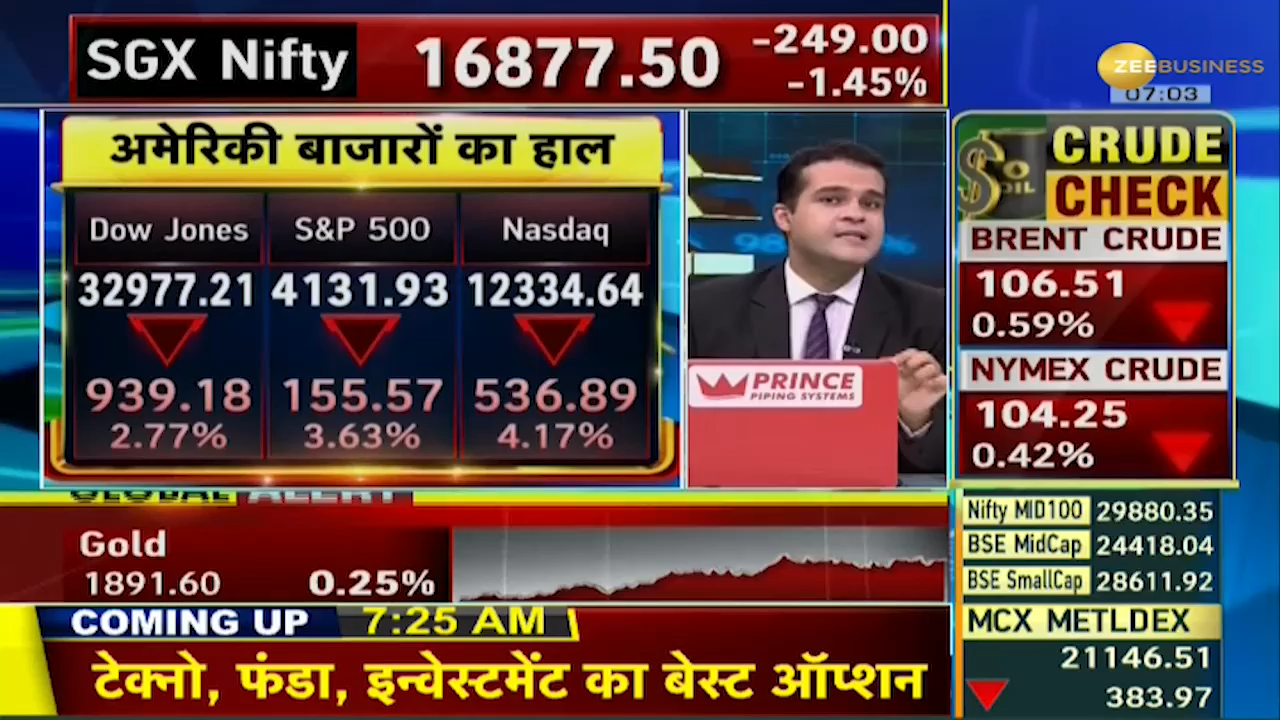 SGX Nifty
16877.50
-249.00
-1.45%
ZEEBUSINESS
07:03
अमेरिकी बाजारों का हाल
Dow Jones S&P 500 Nasdaq
32977.21 4131.93 12334.64
939.18 155.57 536.89
2.77% 3.63% 4.17%
PRINCE
PIPING SYSTEMS
OIL
CRUDE
CHECK
BRENT CRUDE
106.51
0.59%
NYMEX CRUDE
104.25
0.42%
GLOBAL ALERT
Gold
1891.60 0.25%
Nifty MID100 29880.35
BSE MidCap 24418.04
BSE SmallCap 28611.92
MCX METLDEX
21146.51
383.97
COMING UP 7:25 AM
टेक्नो, फंडा, इन्वेस्टमेंट का बेस्ट ऑप्शन